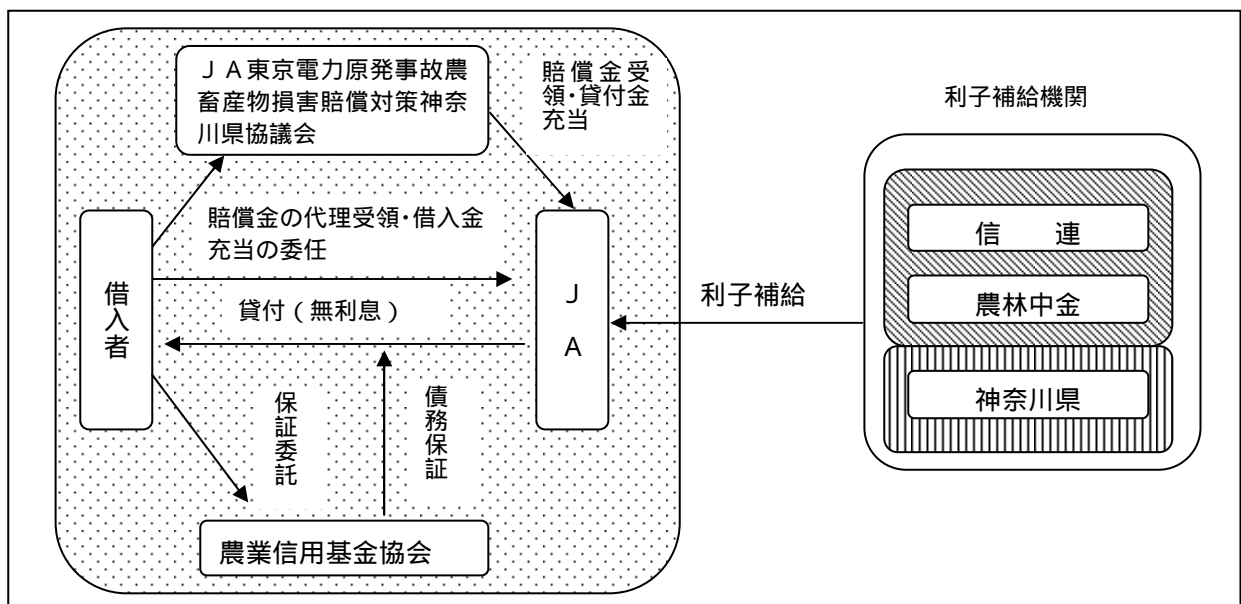 ＪＡ東京電力原発事故農
畜産物損害賠償対策神奈
川県協議会
賠償金受
領・貸付金
充当
利子補給機関
賠償金の代理受領・借入金
充当の委任
借入者
貸付（無利息）
ＪＡ
利子補給
信　　連
農林中金
神奈川県
保証委託
債務保証
農業信用基金協会